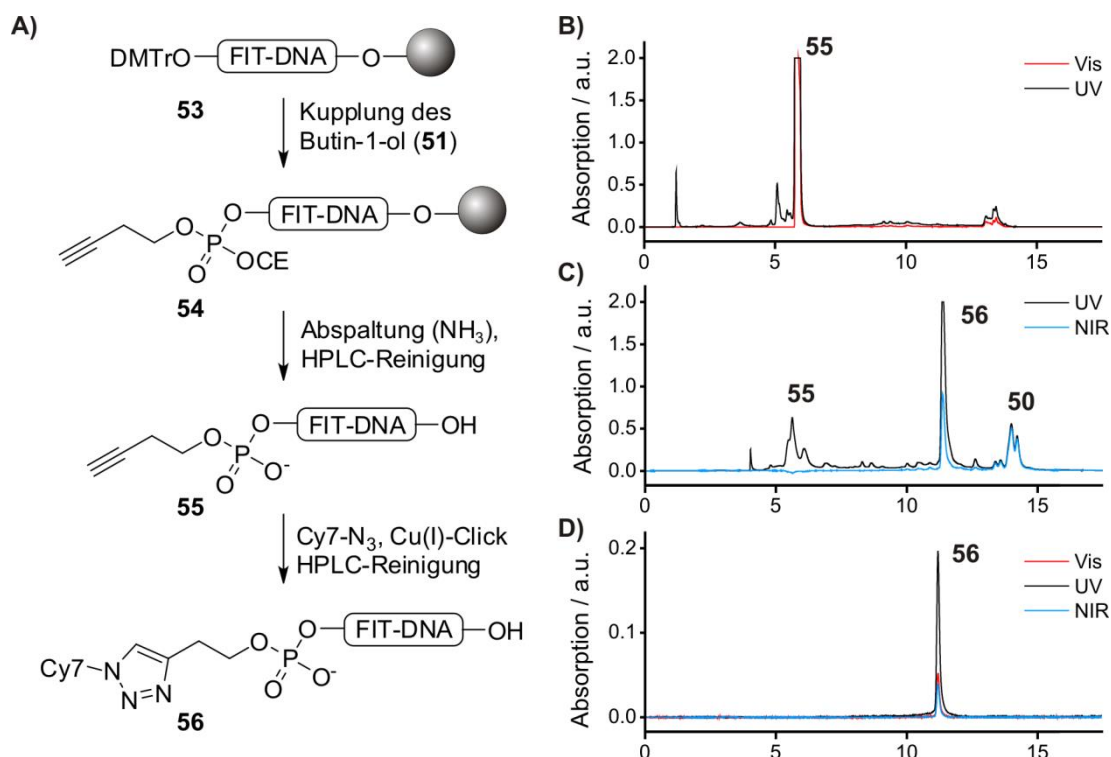 A)
DMTrO
FIT-DNA
O
53
Kupplung des
Butin-1-ol (51)
O
FIT-DNA
O
O
P
O
OCE
54
Abspaltung (NH₃),
HPLC-Reinigung
O
FIT-DNA
OH
O
P
O
O⁻
55
Cy7-N₃, Cu(I)-Click
HPLC-Reinigung
O
FIT-DNA
OH
O
P
O
O⁻
Cy7
N
N
N
56
B)
Absorption / a.u.
2.0
1.5
1.0
0.5
0.0
55
Vis
UV
0 5 10 15
C)
Absorption / a.u.
2.0
1.5
1.0
0.5
0.0
55
56
50
UV
NIR
0 5 10 15
D)
Absorption / a.u.
0.2
0.1
0.0
56
Vis
UV
NIR
0 5 10 15